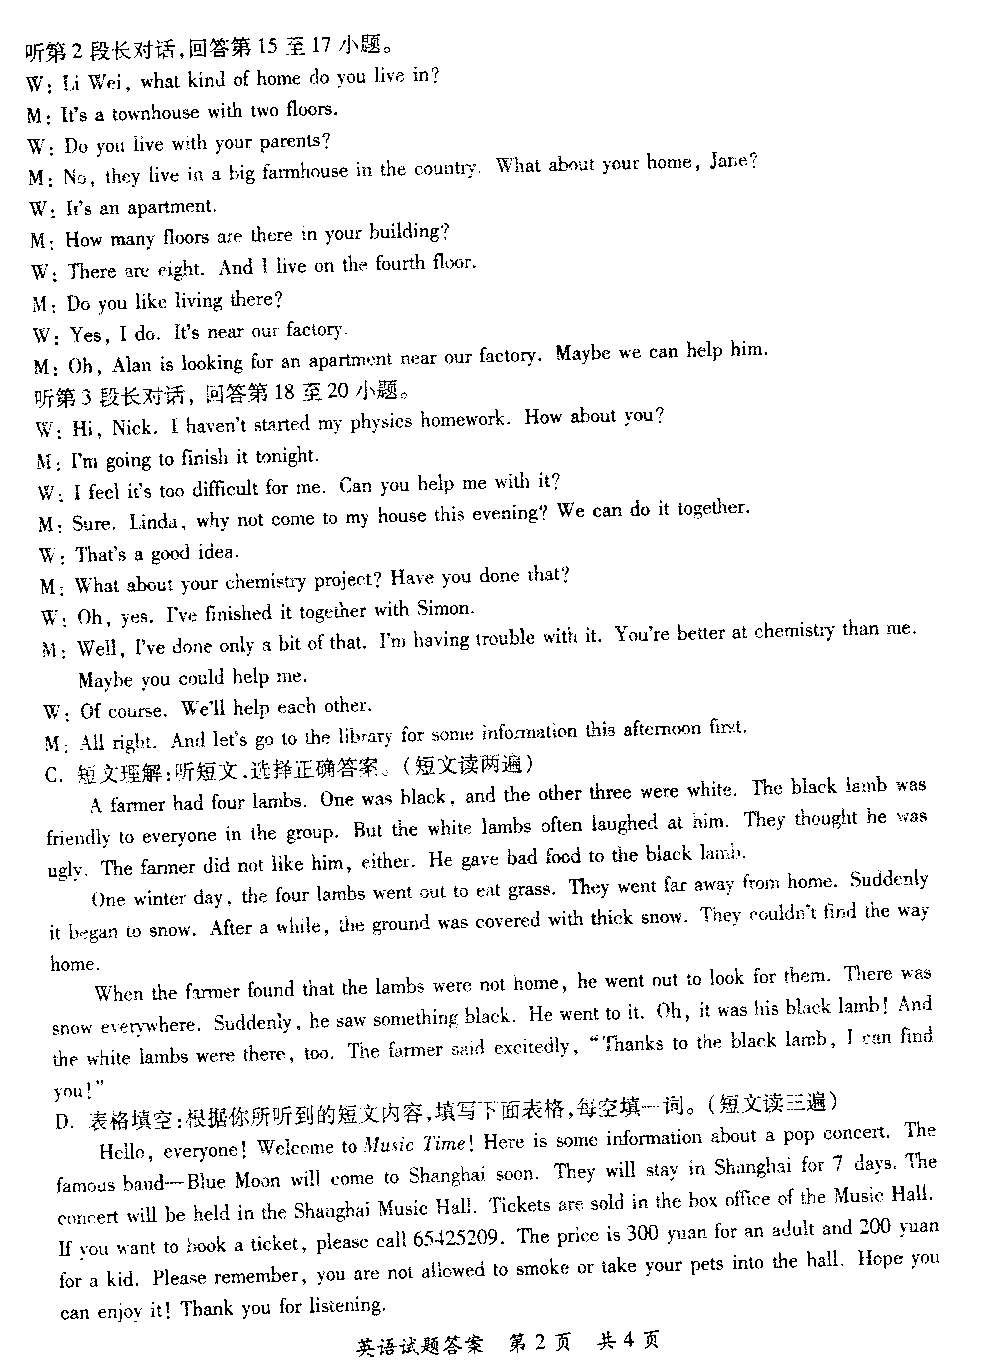 听第 2 段长对话,回答第 15 至 17 小题。
W: Li Wei, what kind of home do you live in?
M: It's a townhouse with two floors.
W: Do you live with your parents?
M: No, they live in a big farmhouse in the country. What about your home, Jane?
W: It's an apartment.
M: How many floors are there in your building?
W: There are eight. And I live on the fourth floor.
M: Do you like living there?
W: Yes, I do. It's near our factory.
M: Oh, Alan is looking for an apartment near our factory. Maybe we can help him.
听第 3 段长对话, 回答第 18 至 20 小题。
W: Hi, Nick. I haven't started my physics homework. How about you?
M: I'm going to finish it tonight.
W: I feel it's too difficult for me. Can you help me with it?
M: Sure. Linda, why not come to my house this evening? We can do it together.
W: That's a good idea.
M: What about your chemistry project? Have you done that?
W: Oh, yes. I've finished it together with Simon.
M: Well, I've done only a bit of that. I'm having trouble with it. You're better at chemistry than me.
Maybe you could help me.
W: Of course. We'll help each other.
M: All right. And let's go to the library for some information this afternoon first.
C. 短文理解:听短文,选择正确答案。(短文读两遍)
A farmer had four lambs. One was black, and the other three were white. The black lamb was
friendly to everyone in the group. But the white lambs often laughed at him. They thought he was
ugly. The farmer did not like him, either. He gave bad food to the black lamb.
One winter day, the four lambs went out to eat grass. They went far away from home. Suddenly
it began to snow. After a while, the ground was covered with thick snow. They couldn't find the way
home.
When the farmer found that the lambs were not home, he went out to look for them. There was
snow everywhere. Suddenly, he saw something black. He went to it. Oh, it was his black lamb! And
the white lambs were there, too. The farmer said excitedly, "Thanks to the black lamb, I can find
you!"
D. 表格填空:根据你所听到的短文内容,填写下面表格,每空填一词。(短文读三遍)
Hello, everyone! Welcome to Music Time! Here is some information about a pop concert. The
famous band—Blue Moon will come to Shanghai soon. They will stay in Shanghai for 7 days. The
concert will be held in the Shanghai Music Hall. Tickets are sold in the box office of the Music Hall.
If you want to book a ticket, please call 65425209. The price is 300 yuan for an adult and 200 yuan
for a kid. Please remember, you are not allowed to smoke or take your pets into the hall. Hope you
can enjoy it! Thank you for listening.
英语试题答案 第 2 页 共 4 页